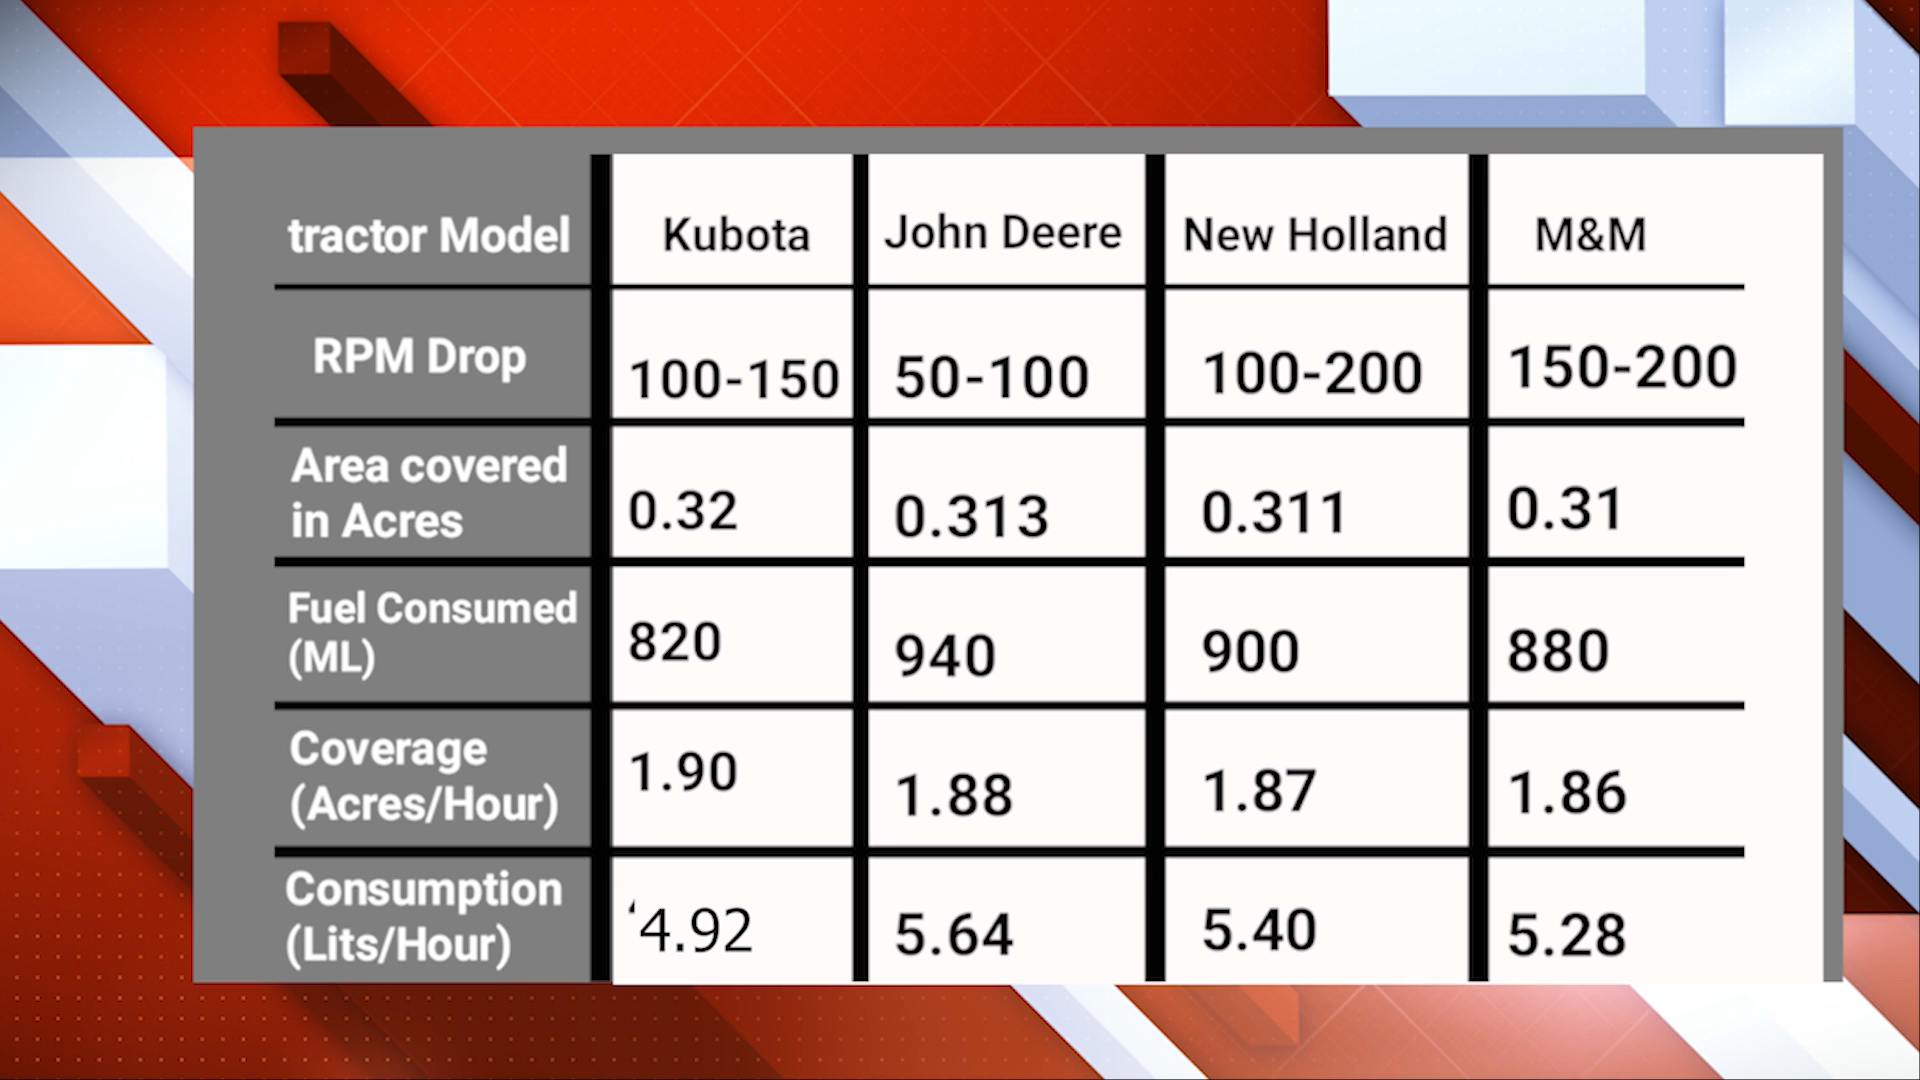 tractor Model Kubota John Deere New Holland M&M
RPM Drop 100-150 50-100 100-200 150-200
Area covered
in Acres 0.32 0.313 0.311 0.31
Fuel Consumed
(ML) 820 940 900 880
Coverage
(Acres/Hour) 1.90 1.88 1.87 1.86
Consumption
(Lits/Hour) ‘4.92 5.64 5.40 5.28